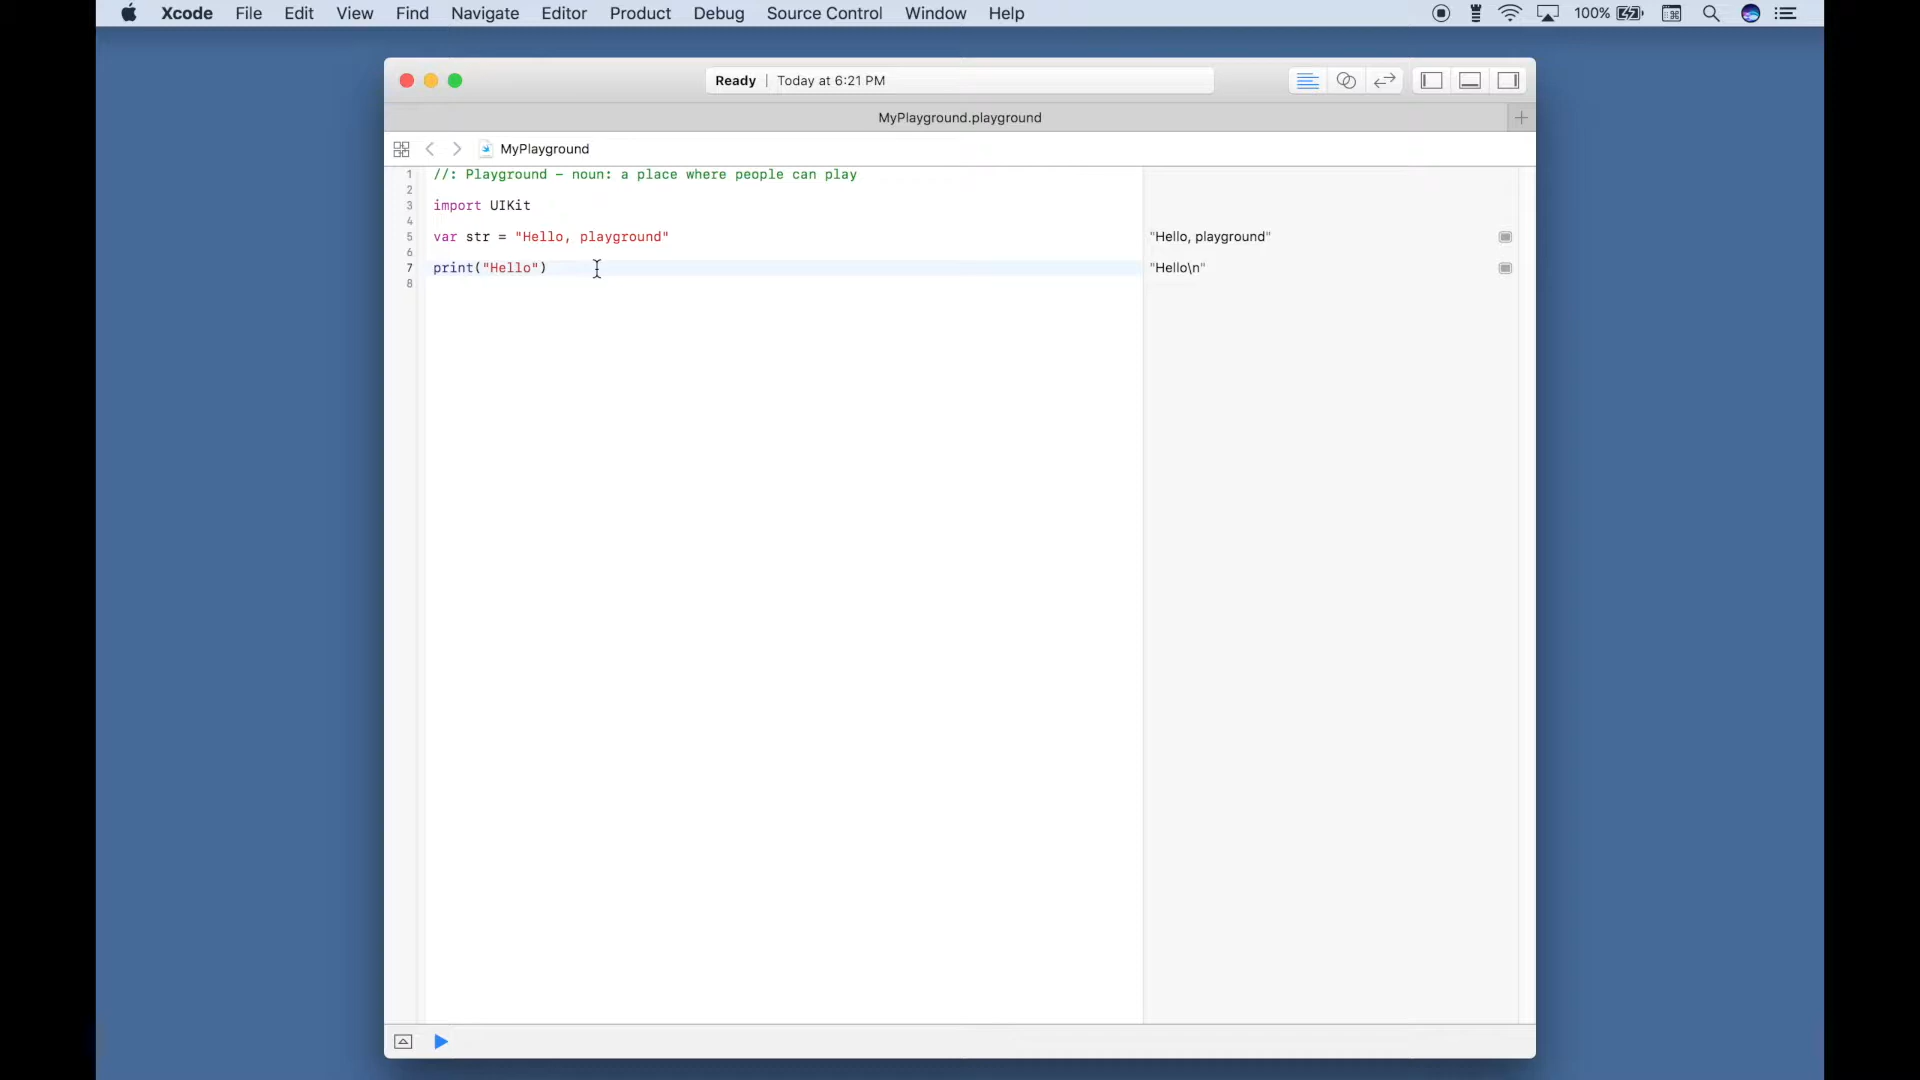 Xcode File Edit View Find Navigate Editor Product Debug Source Control Window Help 100%
Ready | Today at 6:21 PM
MyPlayground.playground
MyPlayground
1 //: Playground - noun: a place where people can play
2
3 import UIKit
4
5 var str = "Hello, playground" "Hello, playground"
6
7 print("Hello") "Hello\n"
8